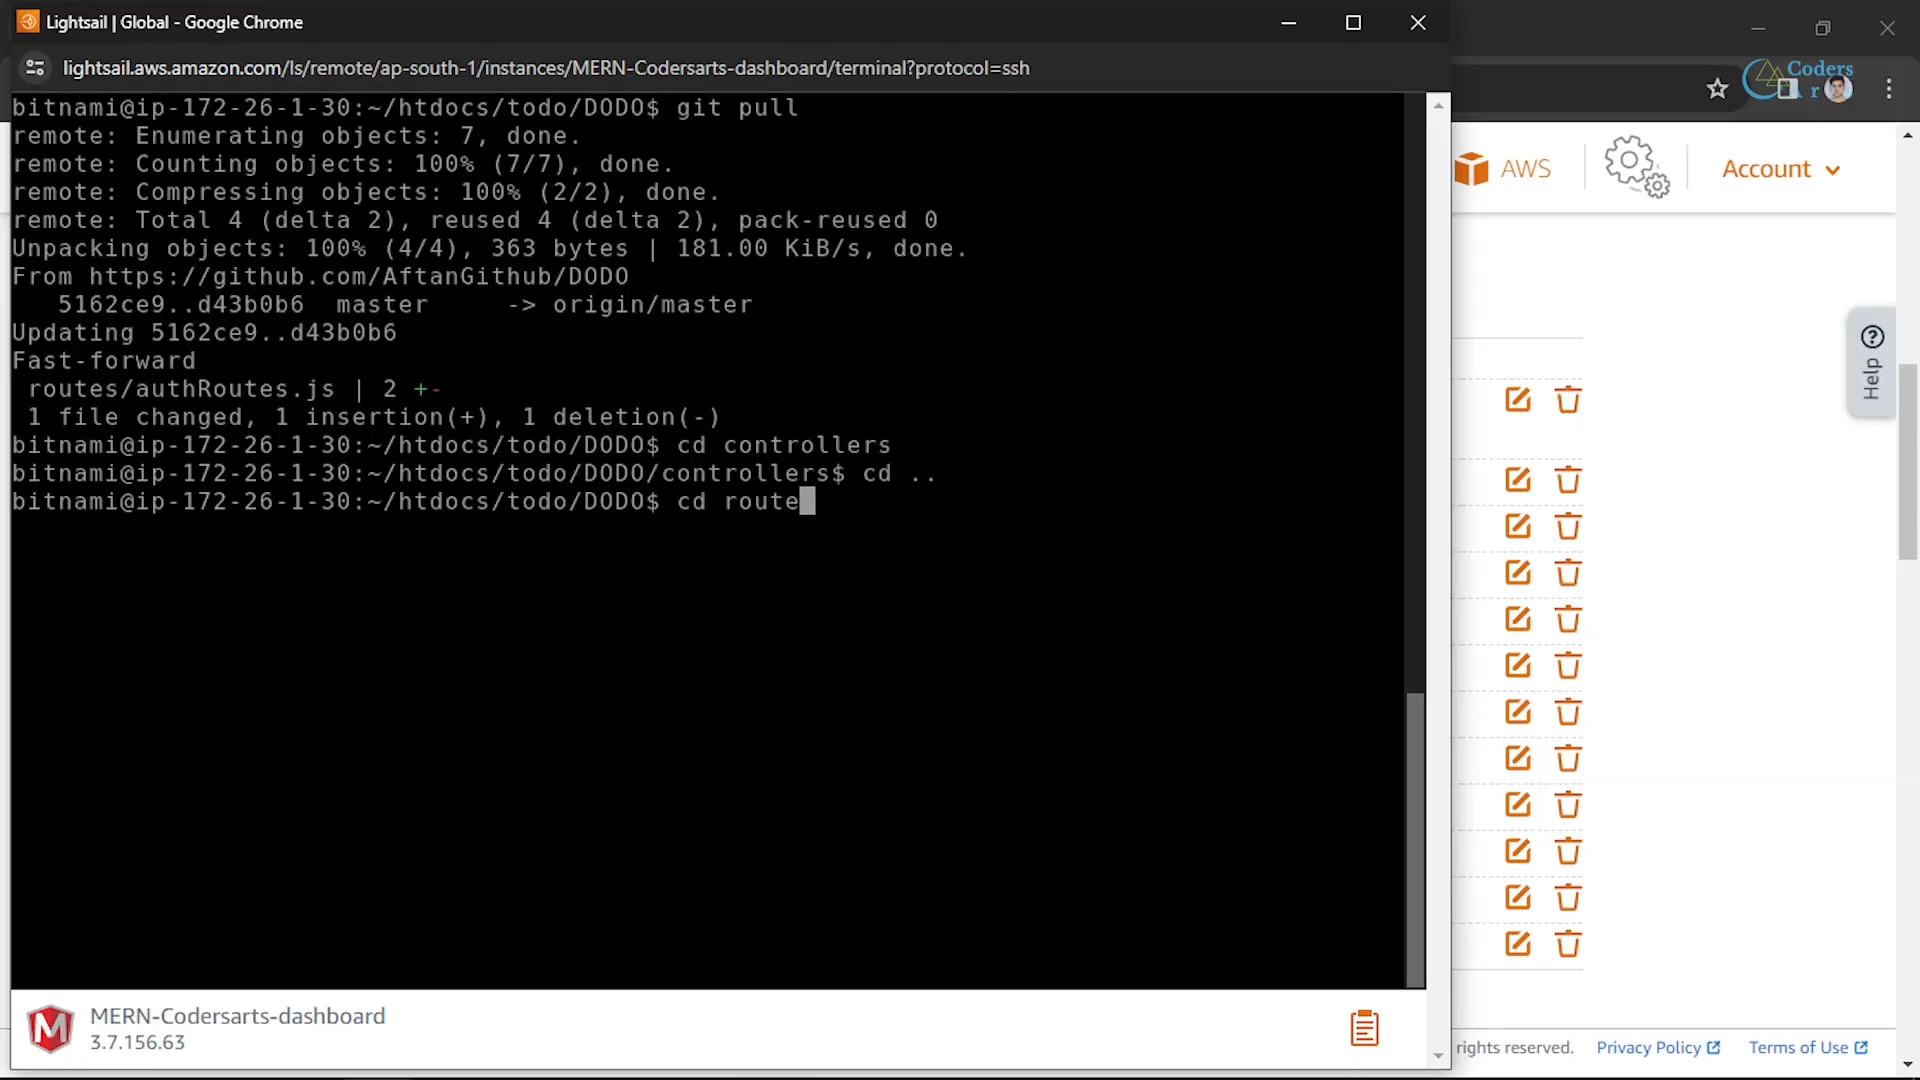 Lightsail | Global - Google Chrome
lightsail.aws.amazon.com/ls/remote/ap-south-1/instances/MERN-Codersarts-dashboard/terminal?protocol=ssh
Coders
Ar
bitnami@ip-172-26-1-30:~/htdocs/todo/DODO$ git pull
remote: Enumerating objects: 7, done.
remote: Counting objects: 100% (7/7), done.
remote: Compressing objects: 100% (2/2), done.
remote: Total 4 (delta 2), reused 4 (delta 2), pack-reused 0
Unpacking objects: 100% (4/4), 363 bytes | 181.00 KiB/s, done.
From https://github.com/AftanGithub/DODO
5162ce9..d43b0b6 master -> origin/master
Updating 5162ce9..d43b0b6
Fast-forward
routes/authRoutes.js | 2 +-
1 file changed, 1 insertion(+), 1 deletion(-)
bitnami@ip-172-26-1-30:~/htdocs/todo/DODO$ cd controllers
bitnami@ip-172-26-1-30:~/htdocs/todo/DODO/controllers$ cd ..
bitnami@ip-172-26-1-30:~/htdocs/todo/DODO$ cd route
AWS
Account
Help
MERN-Codersarts-dashboard
3.7.156.63
rights reserved.
Privacy Policy
Terms of Use